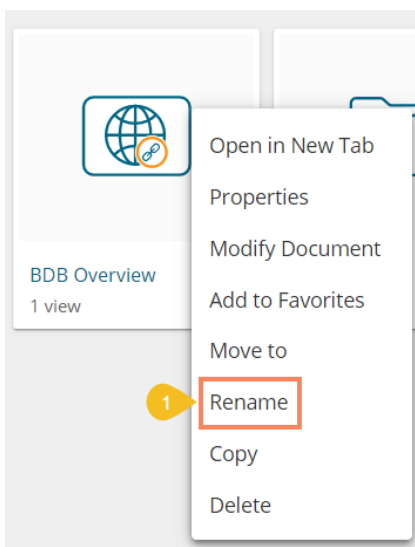 Open in New Tab
Properties
Modify Document
BDB Overview
1 view
Add to Favorites
Move to
1
Rename
Copy
Delete